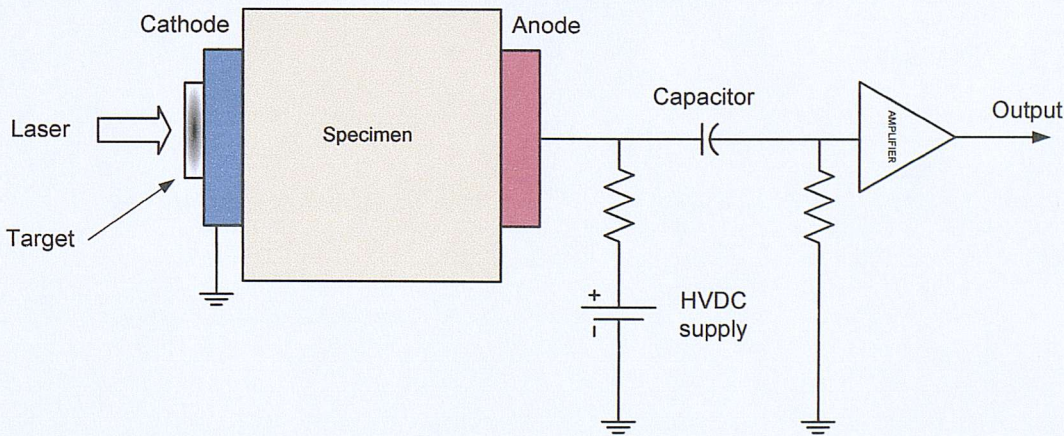 Cathode
Anode
Laser
Specimen
Target
Capacitor
AMPLIFIER
Output
+
-
HVDC
supply